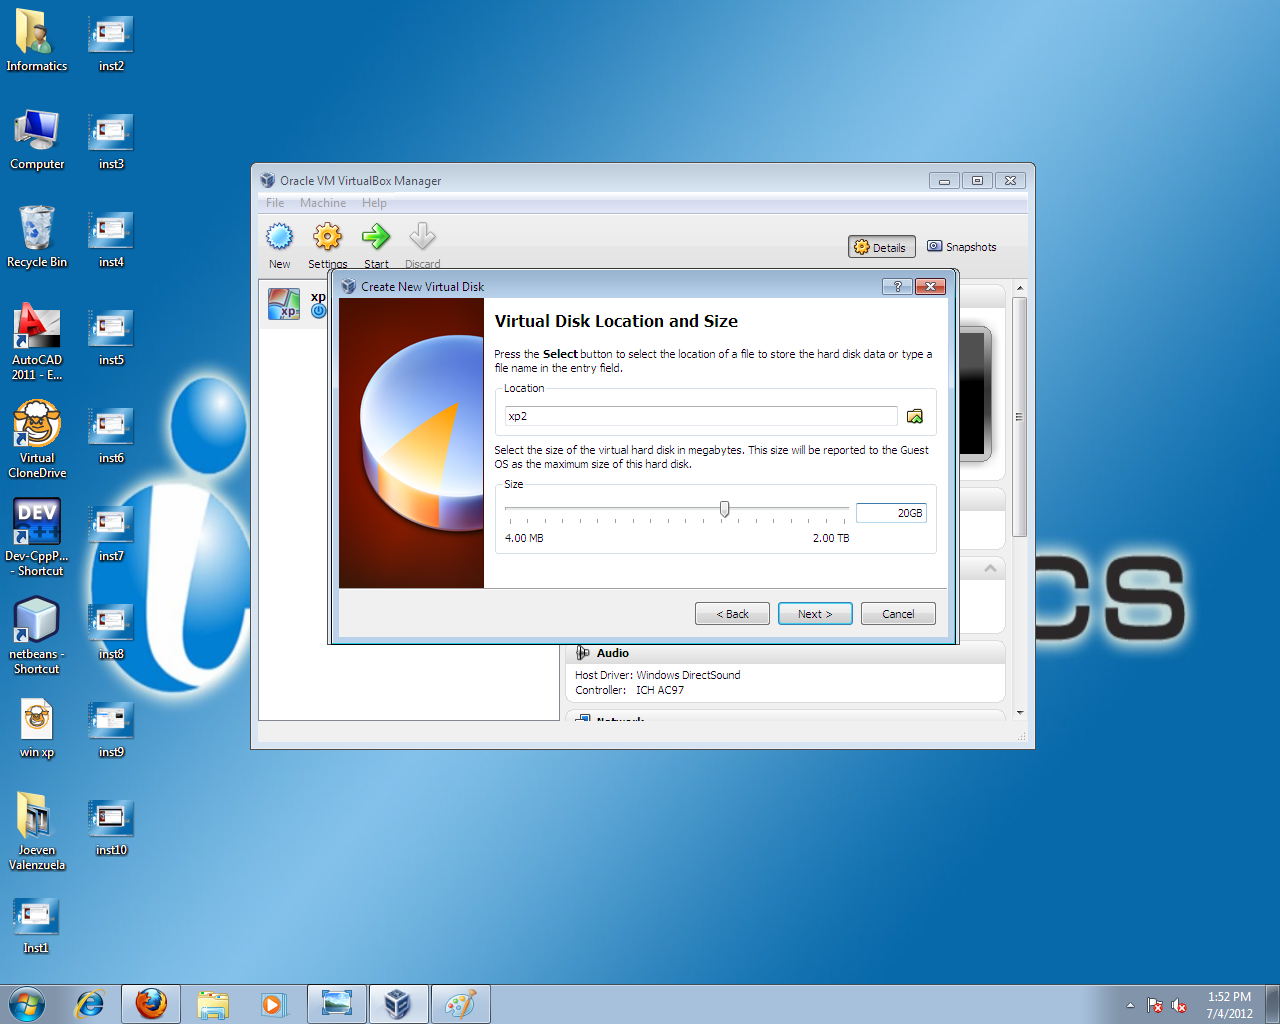 Informatics
inst2
Computer
inst3
Recycle Bin
inst4
AutoCAD
2011 - E...
inst5
Virtual
CloneDrive
inst6
DEV
C++
Dev-CppP...
- Shortcut
inst7
netbeans -
Shortcut
inst8
win xp
inst9
Joeven
Valenzuela
inst10
Inst1
Oracle VM VirtualBox Manager
File Machine Help
New Settings Start Discard
Details Snapshots
xp
xp
Create New Virtual Disk
?
Virtual Disk Location and Size
Press the Select button to select the location of a file to store the hard disk data or type a
file name in the entry field.
Location
xp2
Select the size of the virtual hard disk in megabytes. This size will be reported to the Guest
OS as the maximum size of this hard disk.
Size
20GB
4.00 MB 2.00 TB
< Back Next > Cancel
Audio
Host Driver: Windows DirectSound
Controller: ICH AC97
Network
cs
1:52 PM
7/4/2012